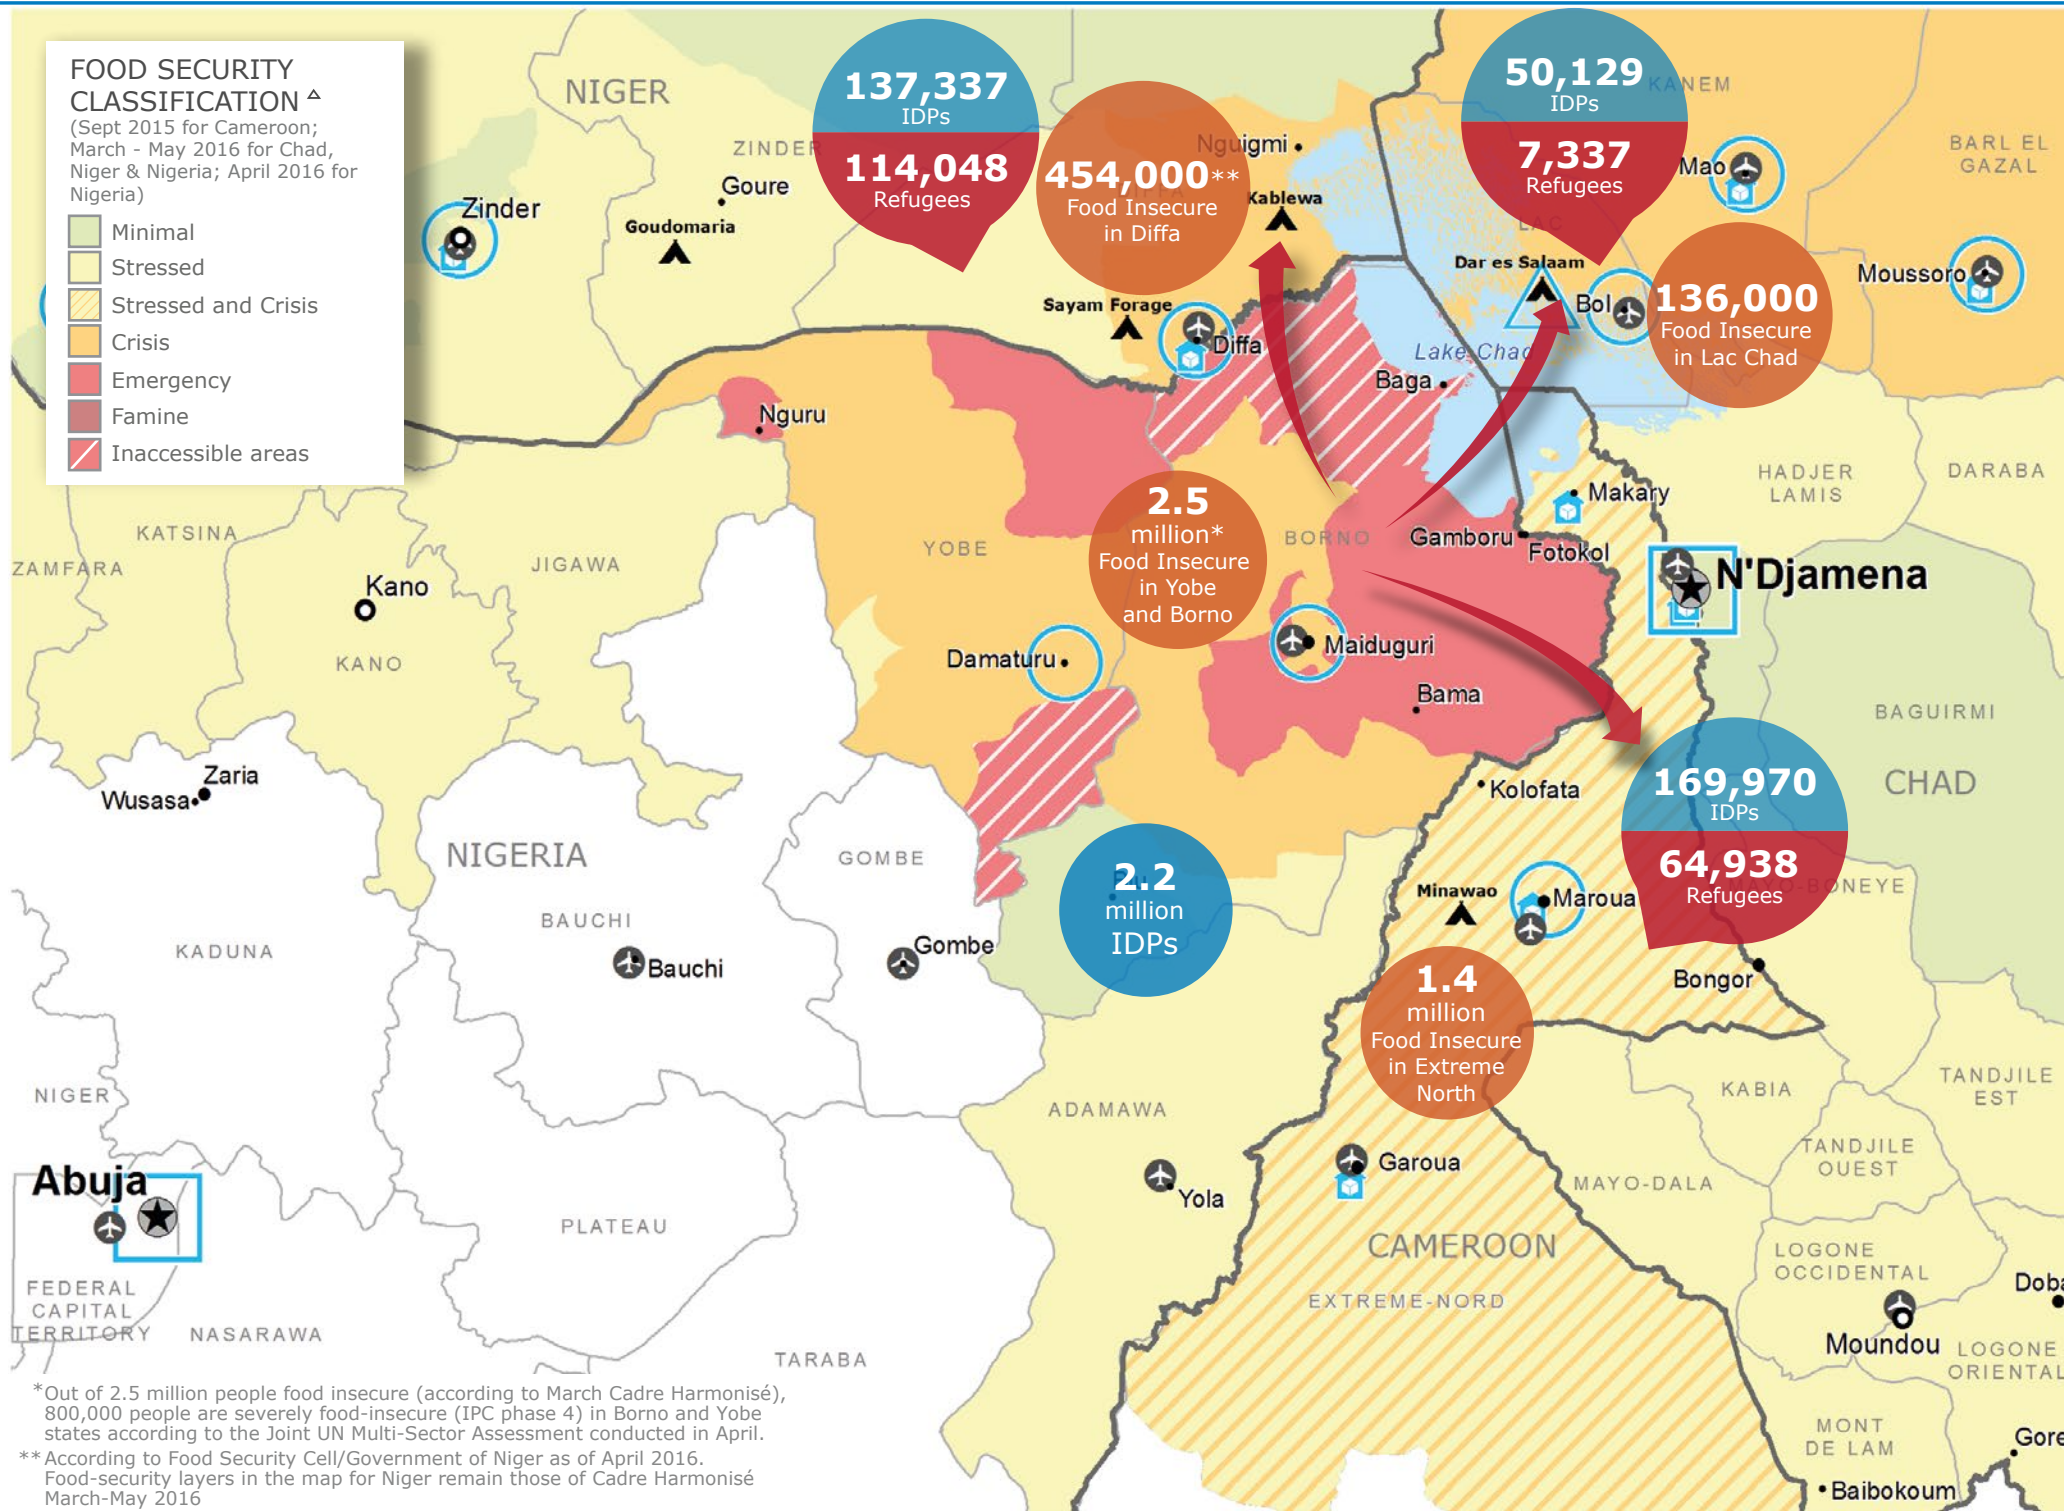 FOOD SECURITY
CLASSIFICATION △
(Sept 2015 for Cameroon;
March - May 2016 for Chad,
Niger & Nigeria; April 2016 for
Nigeria)
Minimal
Stressed
Stressed and Crisis
Crisis
Emergency
Famine
Inaccessible areas
NIGER
ZINDER
Goure
Zinder
Goudomaria
137,337
IDPs
114,048
Refugees
454,000**
Food Insecure
in Diffa
Nguigmi
Kablewa
Sayam Forage
Diffa
50,129
IDPs
7,337
Refugees
KANEM
Mao
BARL EL
GAZAL
LAC
Dar es Salaam
Bol
136,000
Food Insecure
in Lac Chad
Moussoro
Lake Chad
Baga
Nguru
HADJER
LAMIS
DARABA
Makary
2.5
million*
Food Insecure
in Yobe
and Borno
BORNO
Gamboru
Fotokol
N'Djamena
KATSINA
ZAMFARA
JIGAWA
YOBE
Kano
KANO
Damaturu
Maiduguri
Bama
BAGUIRMI
CHAD
Zaria
Wusasa
Kolofata
169,970
IDPs
64,938
Refugees
MAYO-BONEYE
NIGERIA
GOMBE
2.2
million
IDPs
Minawao
Maroua
BAUCHI
KADUNA
Bauchi
Gombe
Bongor
1.4
million
Food Insecure
in Extreme
North
NIGER
ADAMAWA
KABIA
TANDJILE
EST
TANDJILE
OUEST
Abuja
Garoua
Yola
MAYO-DALA
PLATEAU
CAMEROON
EXTREME-NORD
LOGONE
OCCIDENTAL
Doba
FEDERAL
CAPITAL
TERRITORY
NASARAWA
TARABA
Moundou
LOGONE
ORIENTAL
MONT
DE LAM
Gore
Baibokoum
*Out of 2.5 million people food insecure (according to March Cadre Harmonisé),
800,000 people are severely food-insecure (IPC phase 4) in Borno and Yobe
states according to the Joint UN Multi-Sector Assessment conducted in April.
**According to Food Security Cell/Government of Niger as of April 2016.
Food-security layers in the map for Niger remain those of Cadre Harmonisé
March-May 2016